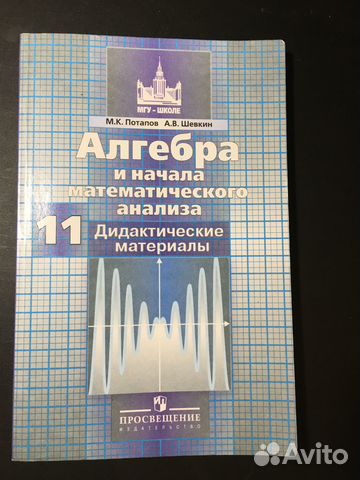 МГУ - ШКОЛЕ
М.К. Потапов А.В. Шевкин
Алгебра
и начала
математического
анализа
11
Дидактические
материалы
ПРОСВЕЩЕНИЕ
ИЗДАТЕЛЬСТВО
Avito